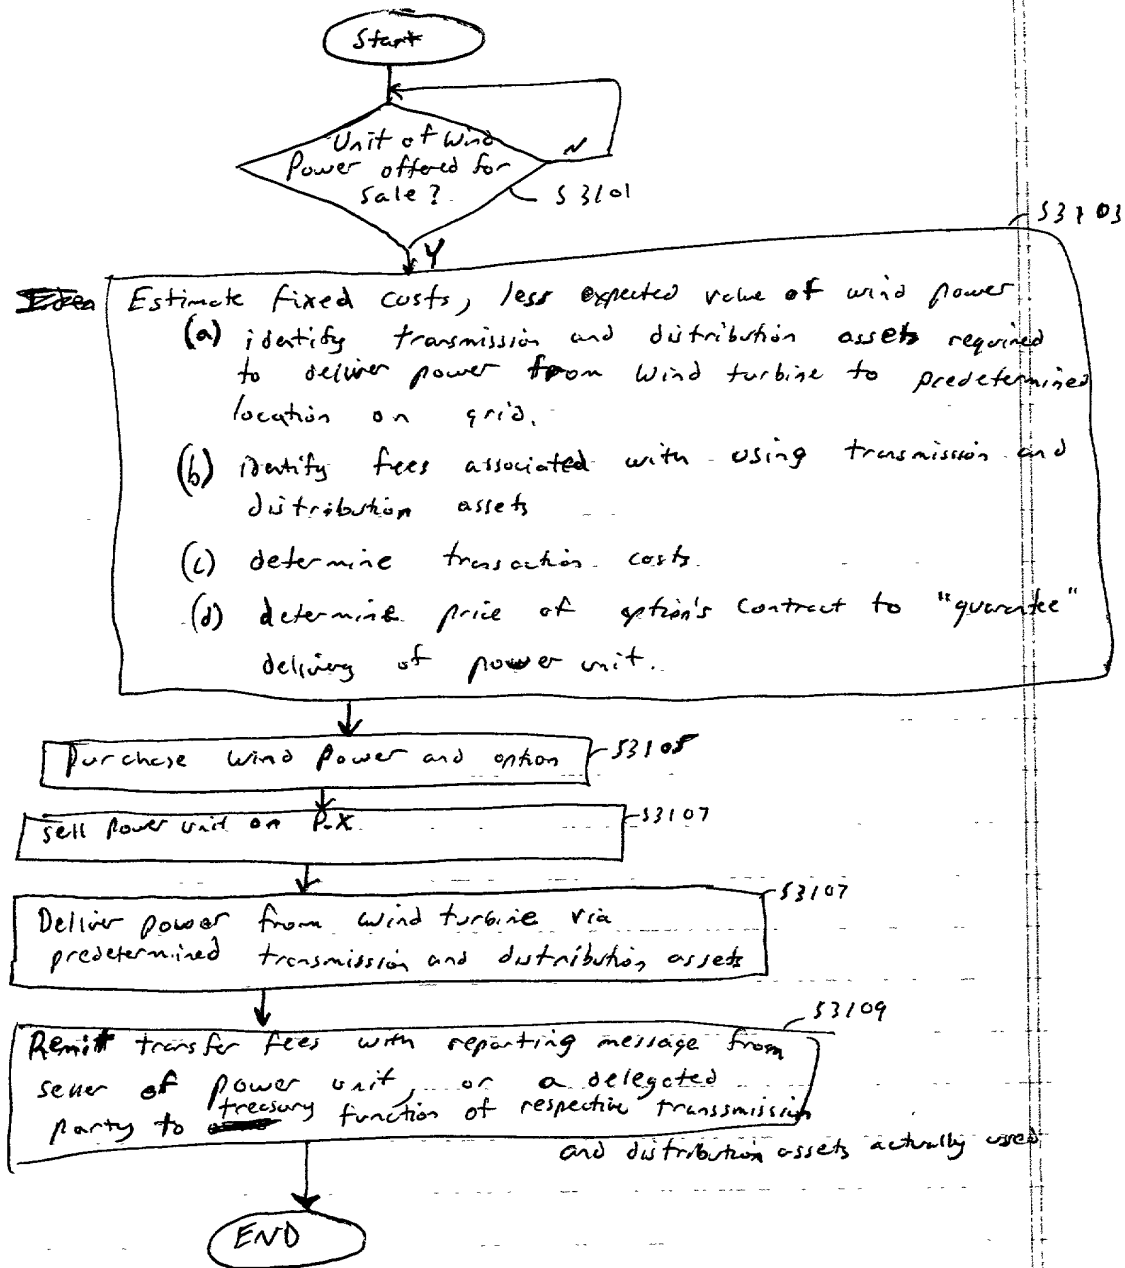 Start
Unit of Wind
Power offered for
Sale?
N
S3101
S3103
Y
Estimate fixed costs, less expected value of wind power
(a) identify transmission and distribution assets required
to deliver power from wind turbine to predetermined
location on grid.
(b) identify fees associated with using transmission and
distribution assets
(c) determine transaction costs
(d) determine price of option's contract to "guarantee"
delivery of power unit.
Purchase Wind Power and option
S3105
sell power unit on P-X
S3107
S3107
Deliver power from wind turbine via
predetermined transmission and distribution assets
S3109
Remit transfer fees with reporting message from
seller of power unit, or a delegated
party to treasury function of respective transsmission
and distribution assets actually used
END